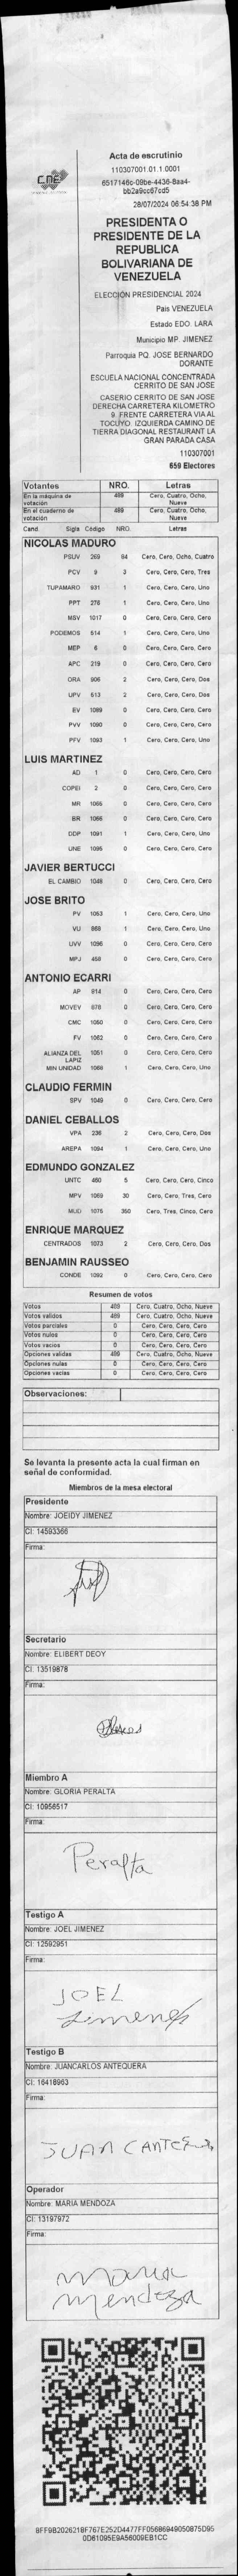 CNE
Acta de escrutinio
110307001.01.1.0001
6517146c-09be-4436-8aa4-
bb2a9cc67cd5
28/07/2024 06:54:38 PM
PRESIDENTA O
PRESIDENTE DE LA
REPUBLICA
BOLIVARIANA DE
VENEZUELA
ELECCIÓN PRESIDENCIAL 2024
País VENEZUELA
Estado EDO. LARA
Municipio MP. JIMENEZ
Parroquia PQ. JOSE BERNARDO
DORANTE
ESCUELA NACIONAL CONCENTRADA
CERRITO DE SAN JOSE
CASERIO CERRITO DE SAN JOSE
DERECHA CARRETERA KILOMETRO
9. FRENTE CARRETERA VIA AL
TOCUYO. IZQUIERDA CAMINO DE
TIERRA DIAGONAL RESTAURANT LA
GRAN PARADA CASA
110307001
659 Electores
Votantes NRO. Letras
En la máquina de votación 489 Cero, Cuatro, Ocho, Nueve
En el cuaderno de votación 489 Cero, Cuatro, Ocho, Nueve
Cand. Sigla Código NRO. Letras
NICOLAS MADURO
PSUV 269 84 Cero, Cero, Ocho, Cuatro
PCV 9 3 Cero, Cero, Cero, Tres
TUPAMARO 931 1 Cero, Cero, Cero, Uno
PPT 276 1 Cero, Cero, Cero, Uno
MSV 1017 0 Cero, Cero, Cero, Cero
PODEMOS 514 1 Cero, Cero, Cero, Uno
MEP 6 0 Cero, Cero, Cero, Cero
APC 219 0 Cero, Cero, Cero, Cero
ORA 906 2 Cero, Cero, Cero, Dos
UPV 613 2 Cero, Cero, Cero, Dos
EV 1089 0 Cero, Cero, Cero, Cero
PVV 1090 0 Cero, Cero, Cero, Cero
PFV 1093 1 Cero, Cero, Cero, Uno
LUIS MARTINEZ
AD 1 0 Cero, Cero, Cero, Cero
COPEI 2 0 Cero, Cero, Cero, Cero
MR 1065 0 Cero, Cero, Cero, Cero
BR 1066 0 Cero, Cero, Cero, Cero
DDP 1091 1 Cero, Cero, Cero, Uno
UNE 1095 0 Cero, Cero, Cero, Cero
JAVIER BERTUCCI
EL CAMBIO 1048 0 Cero, Cero, Cero, Cero
JOSE BRITO
PV 1053 1 Cero, Cero, Cero, Uno
VU 868 1 Cero, Cero, Cero, Uno
UVV 1096 0 Cero, Cero, Cero, Cero
MPJ 458 0 Cero, Cero, Cero, Cero
ANTONIO ECARRI
AP 914 0 Cero, Cero, Cero, Cero
MOVEV 678 0 Cero, Cero, Cero, Cero
CMC 1050 0 Cero, Cero, Cero, Cero
FV 1062 0 Cero, Cero, Cero, Cero
ALIANZA DEL LAPIZ 1051 0 Cero, Cero, Cero, Cero
MIN UNIDAD 1068 1 Cero, Cero, Cero, Uno
CLAUDIO FERMIN
SPV 1049 0 Cero, Cero, Cero, Cero
DANIEL CEBALLOS
VPA 236 2 Cero, Cero, Cero, Dos
AREPA 1094 1 Cero, Cero, Cero, Uno
EDMUNDO GONZALEZ
UNTC 460 5 Cero, Cero, Cero, Cinco
MPV 1069 30 Cero, Cero, Tres, Cero
MUD 1075 350 Cero, Tres, Cinco, Cero
ENRIQUE MARQUEZ
CENTRADOS 1073 2 Cero, Cero, Cero, Dos
BENJAMIN RAUSSEO
CONDE 1092 0 Cero, Cero, Cero, Cero
Resumen de votos
Votos 489 Cero, Cuatro, Ocho, Nueve
Votos validos 489 Cero, Cuatro, Ocho, Nueve
Votos parciales 0 Cero, Cero, Cero, Cero
Votos nulos 0 Cero, Cero, Cero, Cero
Votos vacios 0 Cero, Cero, Cero, Cero
Opciones validas 489 Cero, Cuatro, Ocho, Nueve
Opciones nulas 0 Cero, Cero, Cero, Cero
Opciones vacias 0 Cero, Cero, Cero, Cero
Observaciones:
Se levanta la presente acta la cual firman en
señal de conformidad.
Miembros de la mesa electoral
Presidente
Nombre: JOEIDY JIMENEZ
CI: 14593366
Firma:
Secretario
Nombre: ELIBERT DEOY
CI: 13519878
Firma:
Miembro A
Nombre: GLORIA PERALTA
CI: 10956517
Firma:
Peralta
Testigo A
Nombre: JOEL JIMENEZ
CI: 12592951
Firma:
JOEL
Jimenez
Testigo B
Nombre: JUANCARLOS ANTEQUERA
CI: 16418963
Firma:
Operador
Nombre: MARIA MENDOZA
CI: 13197972
Firma:
Maria
Mendoza
8FF9B2026218F767E252D4477FF05686949050875D95
0D61095E9A56009EB1CC